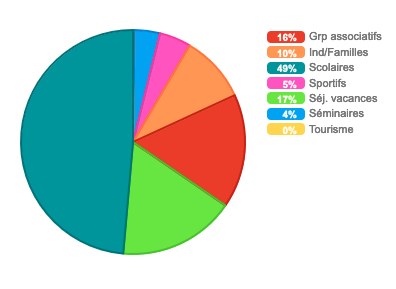 16% Grp associatifs
10% Ind/Familles
49% Scolaires
5% Sportifs
17% Séj. vacances
4% Séminaires
0% Tourisme